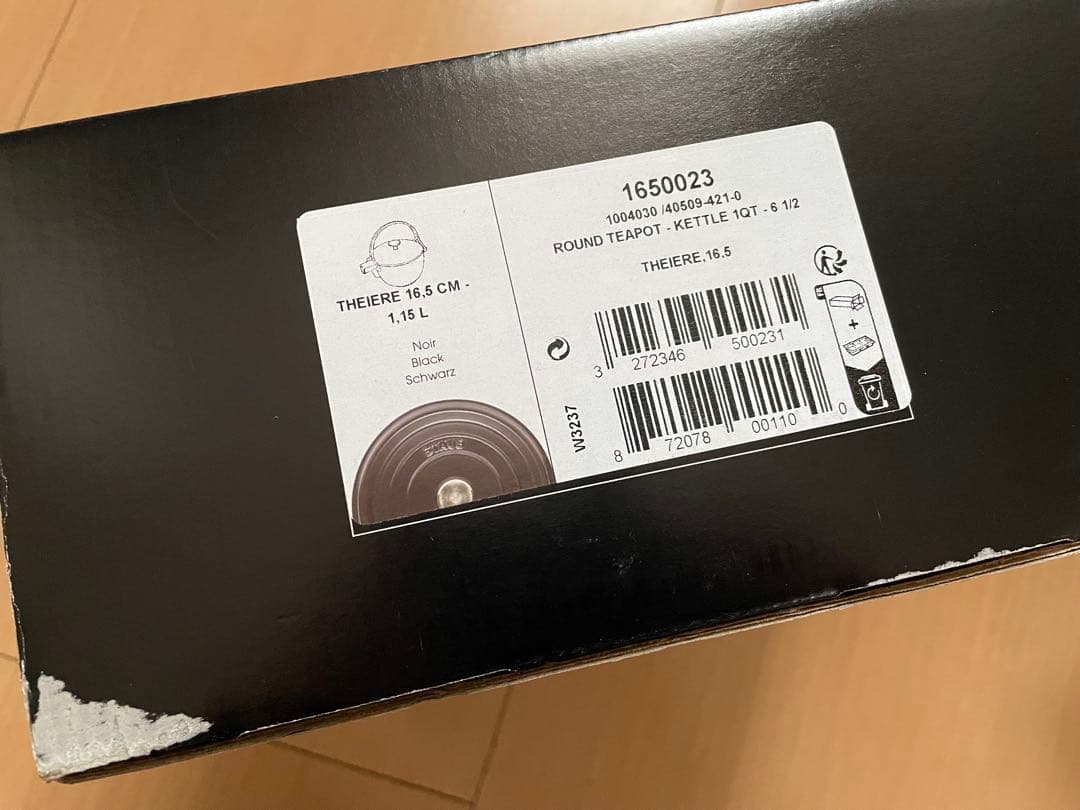 THEIERE 16,5 CM -
1,15 L
Noir
Black
Schwarz
STAUB
1650023
1004030 /40509-421-0
ROUND TEAPOT - KETTLE 1QT - 6 1/2
THEIERE,16.5
3 272346 500231
W3237
8 72078 00110 0